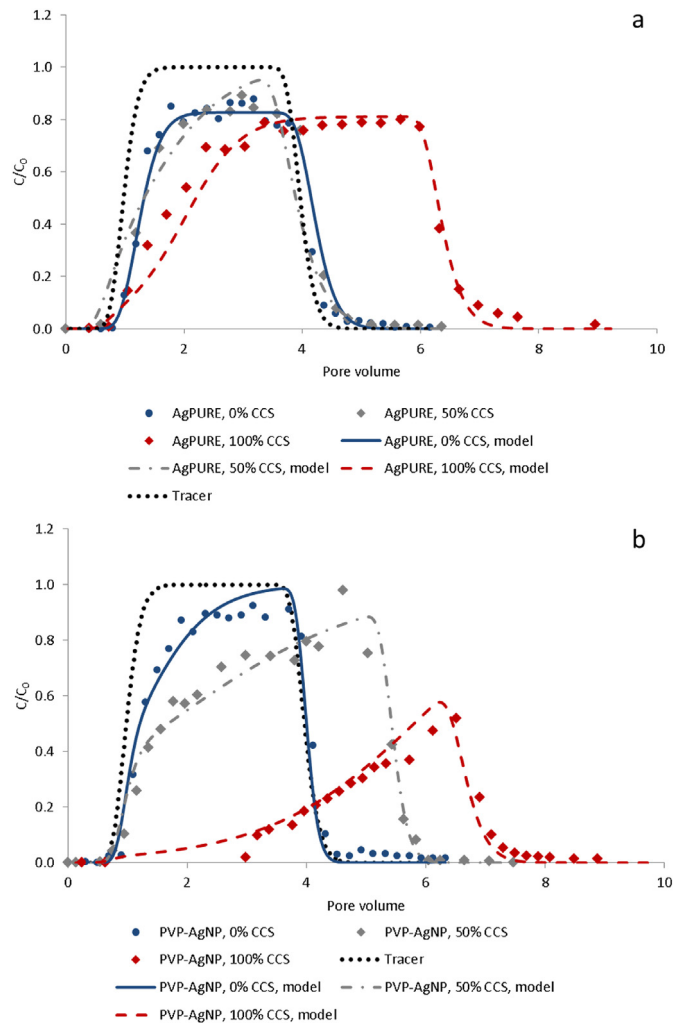 a
1.2
1.0
0.8
0.6
0.4
0.2
0.0
C/C0
0 2 4 6 8 10
Pore volume
AgPURE, 0% CCS AgPURE, 50% CCS
AgPURE, 100% CCS AgPURE, 0% CCS, model
AgPURE, 50% CCS, model AgPURE, 100% CCS, model
Tracer
b
1.2
1.0
0.8
0.6
0.4
0.2
0.0
C/C0
0 2 4 6 8 10
Pore volume
PVP-AgNP, 0% CCS PVP-AgNP, 50% CCS
PVP-AgNP, 100% CCS Tracer
PVP-AgNP, 0% CCS, model PVP-AgNP, 50% CCS, model
PVP-AgNP, 100% CCS, model